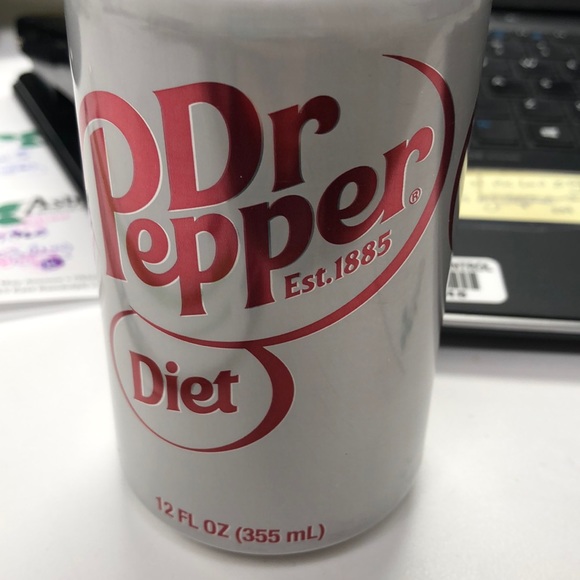 Dr
Pepper®
Est.1885
Diet
12 FL OZ (355 mL)